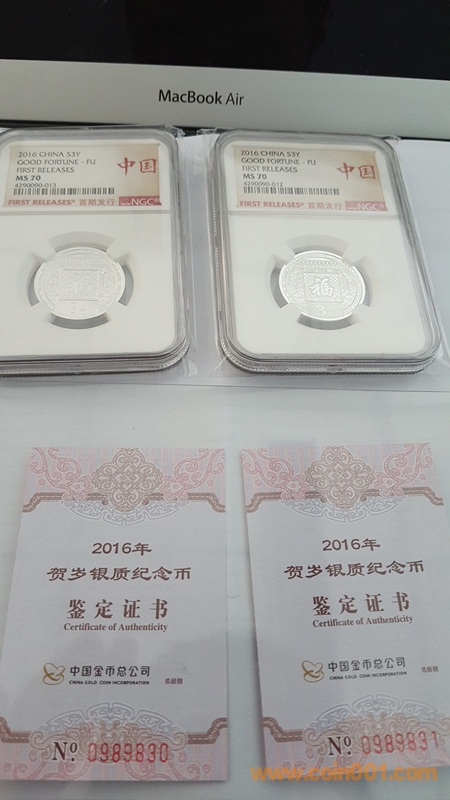 MacBook Air
2016 CHINA S3Y
GOOD FORTUNE - FU
FIRST RELEASES
MS 70
4290090-013
中国
FIRST RELEASES® 首期发行
NGC
2016 CHINA S3Y
GOOD FORTUNE - FU
FIRST RELEASES
MS 70
4290090-012
中国
FIRST RELEASES® 首期发行
NGC
福
福
3
2016年
贺岁银质纪念币
鉴定证书
Certificate of Authenticity
中国金币总公司
CHINA GOLD COIN INCORPORATION
No. 0989830
2016年
贺岁银质纪念币
鉴定证书
Certificate of Authenticity
中国金币总公司
CHINA GOLD COIN INCORPORATION
No. 0989831
www.coin001.com